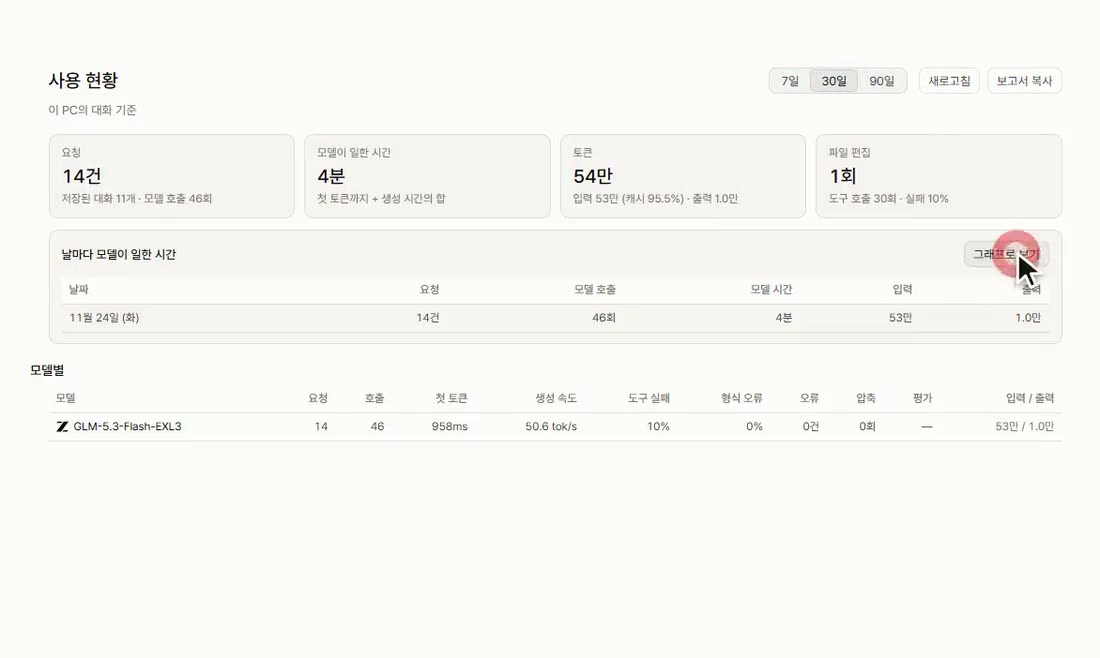 사용 현황
7일 30일 90일 새로고침 보고서 복사
이 PC의 대화 기준
요청
14건
저장된 대화 11개 · 모델 호출 46회
모델이 일한 시간
4분
첫 토큰까지 + 생성 시간의 합
토큰
54만
입력 53만 (캐시 95.5%) · 출력 1.0만
파일 편집
1회
도구 호출 30회 · 실패 10%
날마다 모델이 일한 시간 그래프로 보기
날짜 요청 모델 호출 모델 시간 입력 출력
11월 24일 (화) 14건 46회 4분 53만 1.0만
모델별
모델 요청 호출 첫 토큰 생성 속도 도구 실패 형식 오류 오류 압축 평가 입력 / 출력
GLM-5.3-Flash-EXL3 14 46 958ms 50.6 tok/s 10% 0% 0건 0회 — 53만 / 1.0만